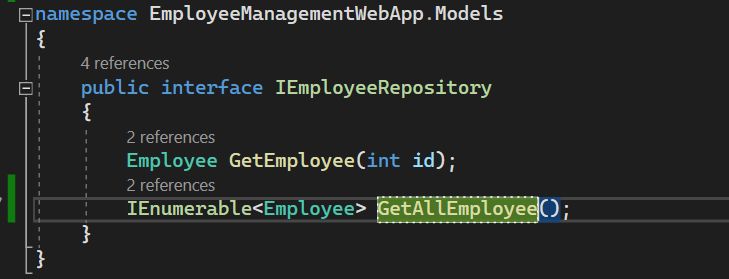 namespace EmployeeManagementWebApp.Models
{
4 references
public interface IEmployeeRepository
{
2 references
Employee GetEmployee(int id);
2 references
IEnumerable<Employee> GetAllEmployee();
}
}